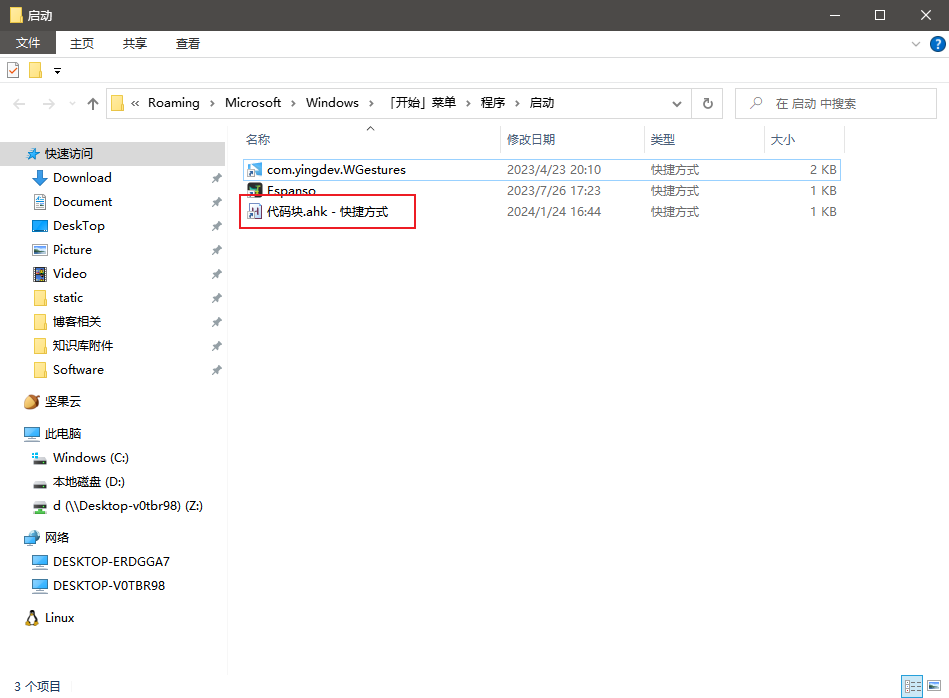 启动
文件 主页 共享 查看
« Roaming › Microsoft › Windows › 「开始」菜单 › 程序 › 启动
在 启动 中搜索
名称 修改日期 类型 大小
快速访问
Download
Document
DeskTop
Picture
Video
static
博客相关
知识库附件
Software
坚果云
此电脑
Windows (C:)
本地磁盘 (D:)
d (\\Desktop-v0tbr98) (Z:)
网络
DESKTOP-ERDGGA7
DESKTOP-V0TBR98
Linux
com.yingdev.WGestures 2023/4/23 20:10 快捷方式 2 KB
Espanso 2023/7/26 17:23 快捷方式 1 KB
代码块.ahk - 快捷方式 2024/1/24 16:44 快捷方式 1 KB
3 个项目